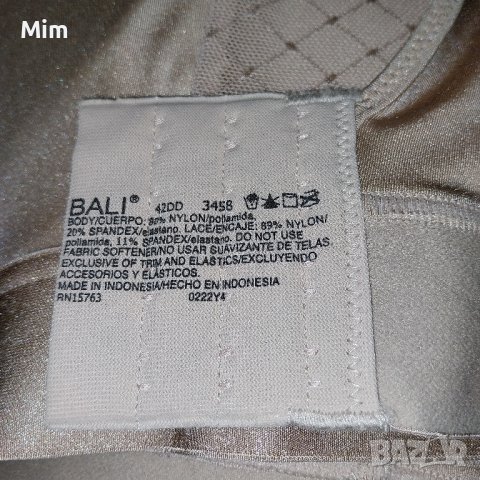 Mim
BALI® 42DD 3458
BODY/CUERPO: 80% NYLON/poliamida,
20% SPANDEX/elastano. LACE/ENCAJE: 89% NYLON/
poliamida, 11% SPANDEX/elastano. DO NOT USE
FABRIC SOFTENER/NO USAR SUAVIZANTE DE TELAS.
EXCLUSIVE OF TRIM AND ELASTICS/EXCLUYENDO
ACCESORIOS Y ELASTICOS.
MADE IN INDONESIA/HECHO EN INDONESIA
RN15763 0222Y4
BAZAR